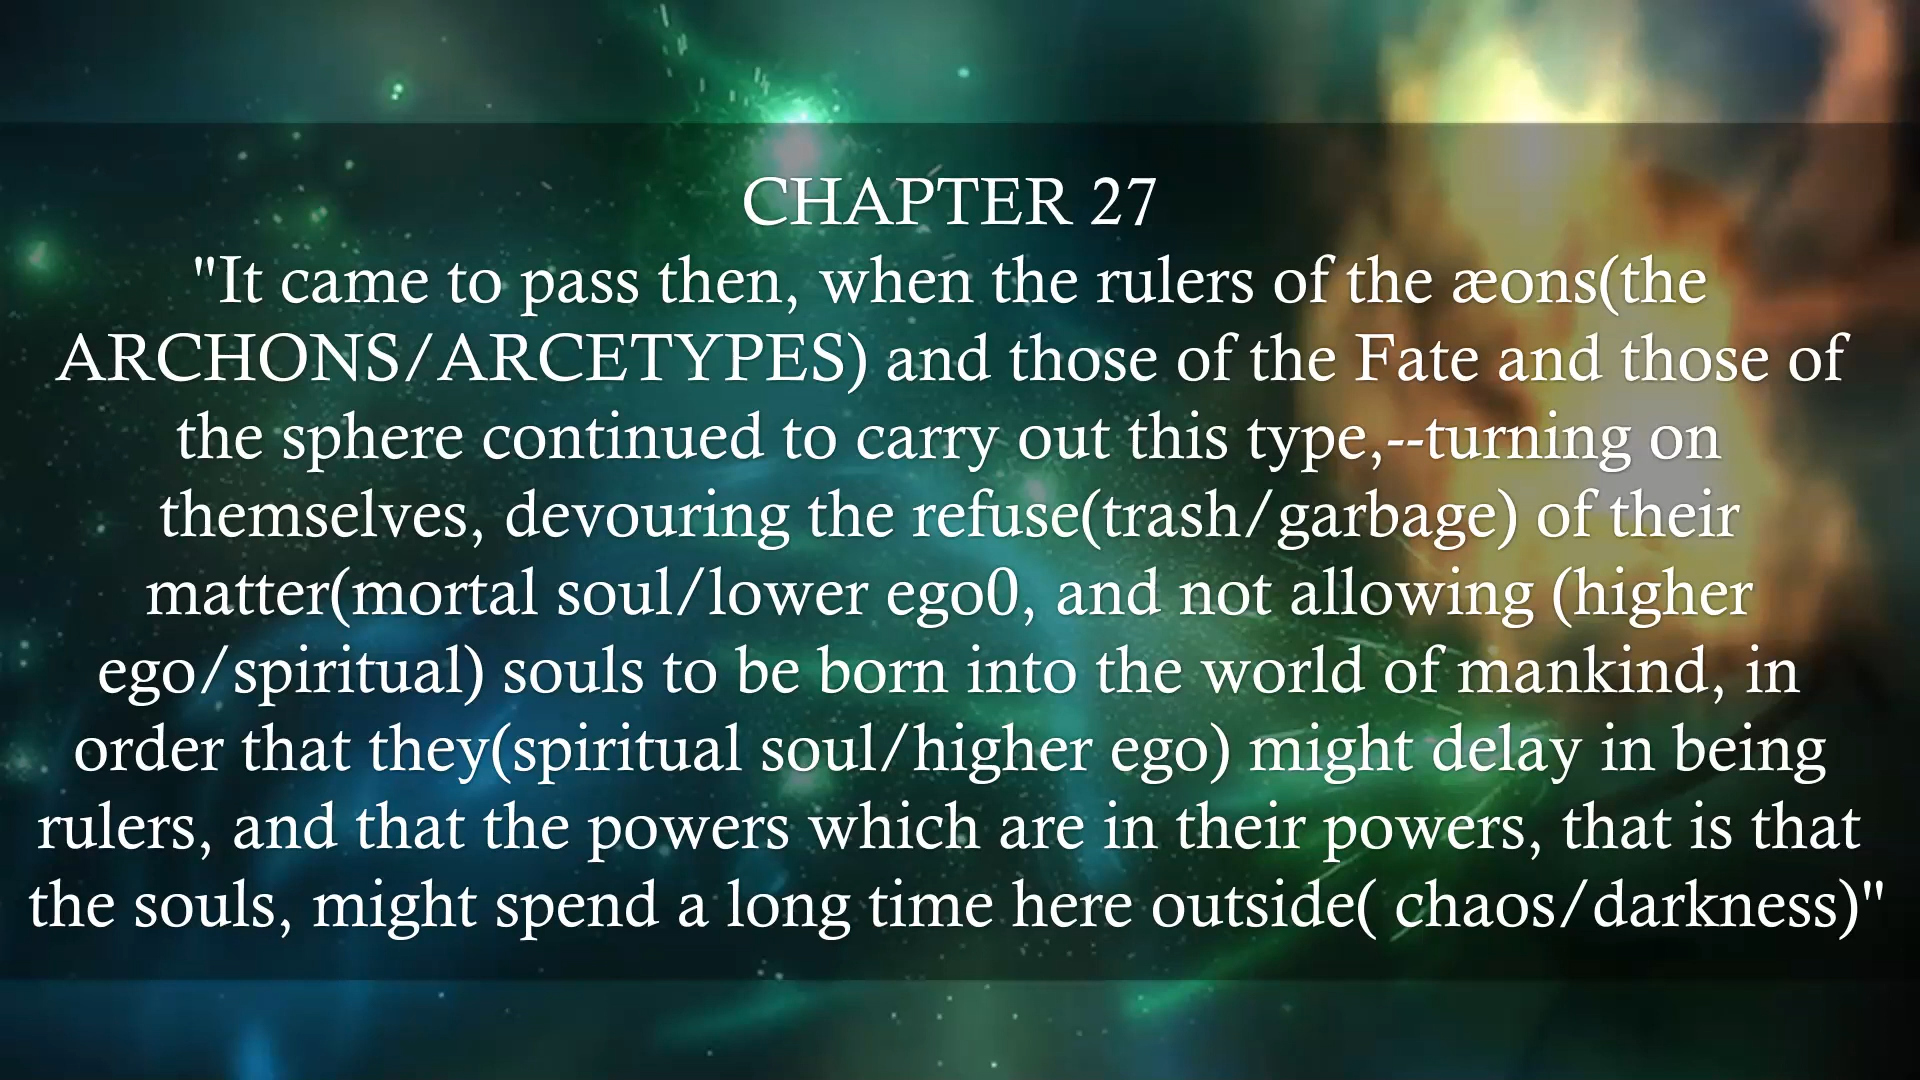 CHAPTER 27
"It came to pass then, when the rulers of the æons(the
ARCHONS/ARCETYPES) and those of the Fate and those of
the sphere continued to carry out this type,--turning on
themselves, devouring the refuse(trash/garbage) of their
matter(mortal soul/lower ego0, and not allowing (higher
ego/spiritual) souls to be born into the world of mankind, in
order that they(spiritual soul/higher ego) might delay in being
rulers, and that the powers which are in their powers, that is that
the souls, might spend a long time here outside( chaos/darkness)"